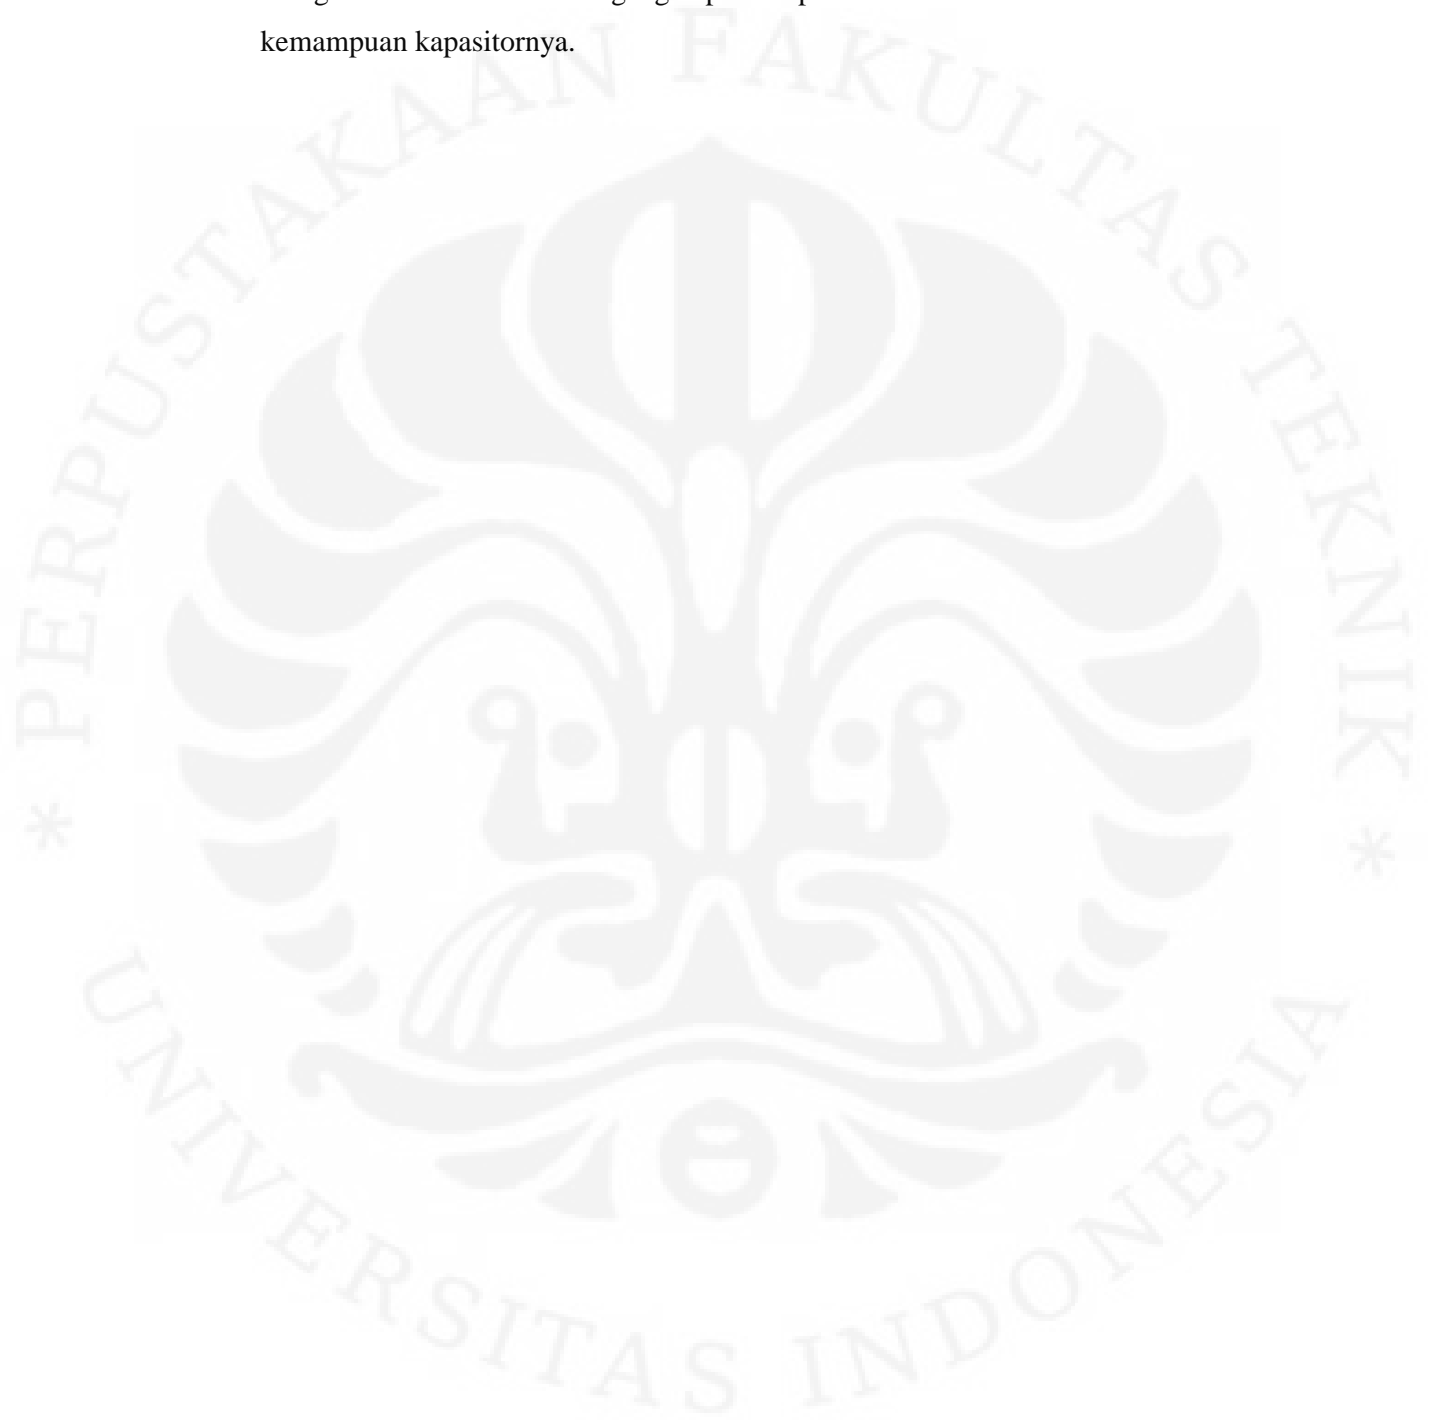 kemampuan kapasitornya.
PERPUSTAKAAN FAKULTAS TEKNIK
* UNIVERSITAS INDONESIA *